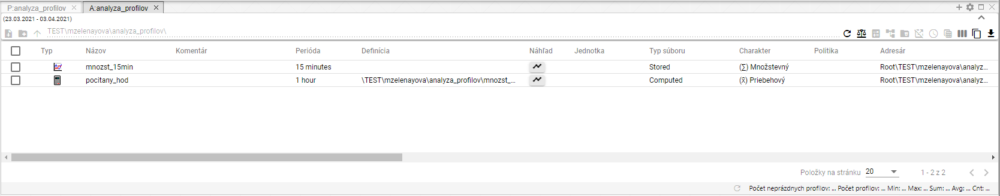 P:analyza_profilov A:analyza_profilov
(23.03.2021 - 03.04.2021)
TEST\mzelenayova\analyza_profilov\
Typ Názov Komentár Perióda Definícia Náhľad Jednotka Typ súboru Charakter Politika Adresár
mnozst_15min 15 minutes Stored (∑) Množstevný Root\TEST\mzelenayova\analyz...
pocitany_hod 1 hour \TEST\mzelenayova\analyza_profilov\mnozst_... Computed (x̄) Priebehový Root\TEST\mzelenayova\analyz...
Položky na stránku 20 1 - 2 z 2
Počet neprázdnych profilov: ... Počet profilov: ... Min: ... Max: ... Sum: ... Avg: ... Cnt: ...